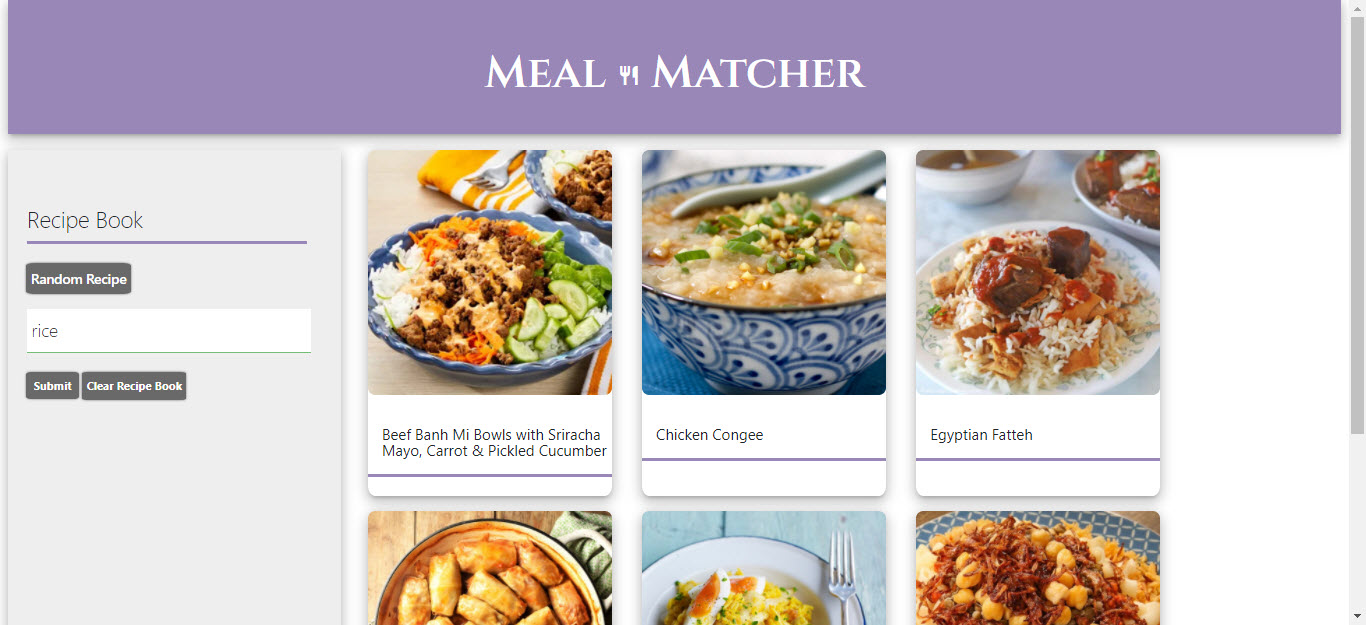 Meal Matcher
Recipe Book
Random Recipe
rice
Submit Clear Recipe Book
Beef Banh Mi Bowls with Sriracha
Mayo, Carrot & Pickled Cucumber
Chicken Congee
Egyptian Fatteh